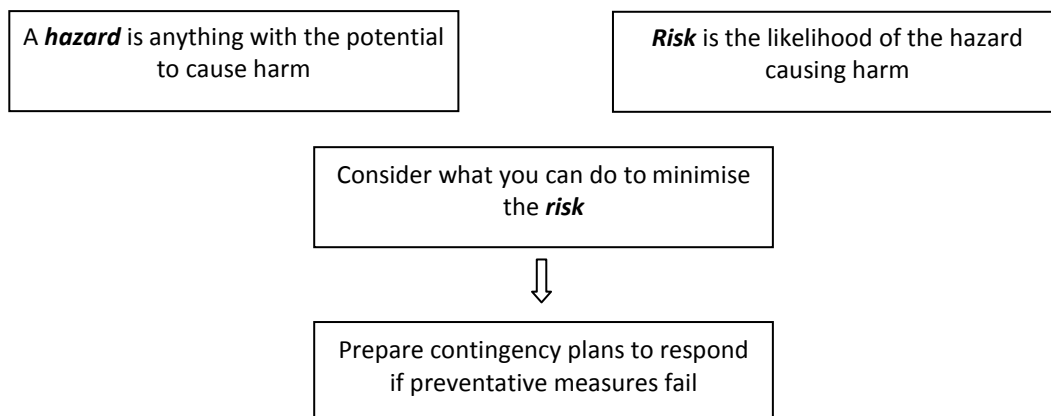 A hazard is anything with the potential
to cause harm
Risk is the likelihood of the hazard
causing harm
Consider what you can do to minimise
the risk
Prepare contingency plans to respond
if preventative measures fail